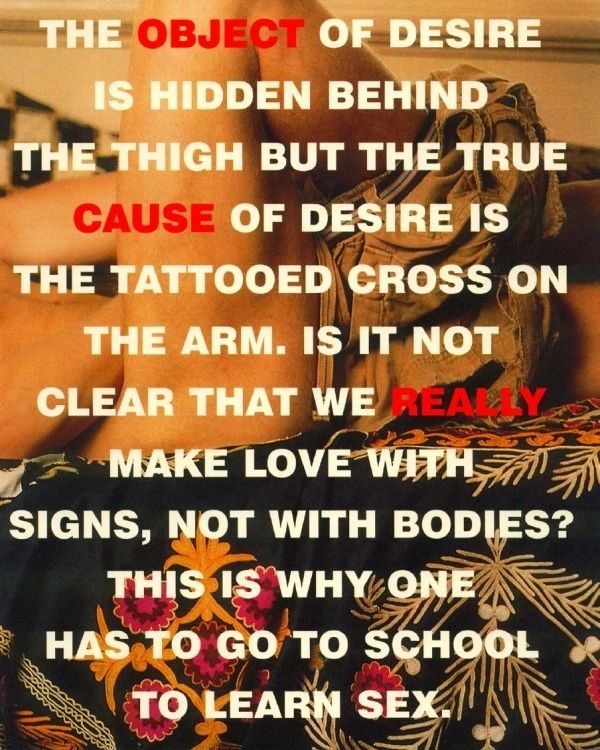 THE OBJECT OF DESIRE
IS HIDDEN BEHIND
THE THIGH BUT THE TRUE
CAUSE OF DESIRE IS
THE TATTOOED CROSS ON
THE ARM. IS IT NOT
CLEAR THAT WE REALLY
MAKE LOVE WITH
SIGNS, NOT WITH BODIES?
THIS IS WHY ONE
HAS TO GO TO SCHOOL
TO LEARN SEX.